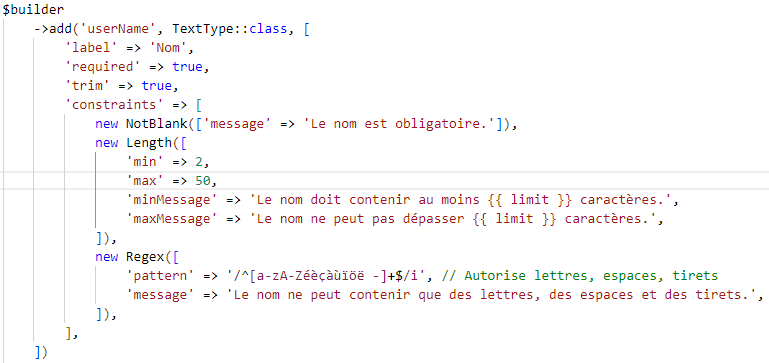 $builder
->add('userName', TextType::class, [
'label' => 'Nom',
'required' => true,
'trim' => true,
'constraints' => [
new NotBlank(['message' => 'Le nom est obligatoire.']),
new Length([
'min' => 2,
'max' => 50,
'minMessage' => 'Le nom doit contenir au moins {{ limit }} caractères.',
'maxMessage' => 'Le nom ne peut pas dépasser {{ limit }} caractères.',
]),
new Regex([
'pattern' => '/^[a-zA-Zéèçàùïöë -]+$/i', // Autorise lettres, espaces, tirets
'message' => 'Le nom ne peut contenir que des lettres, des espaces et des tirets.',
]),
],
])